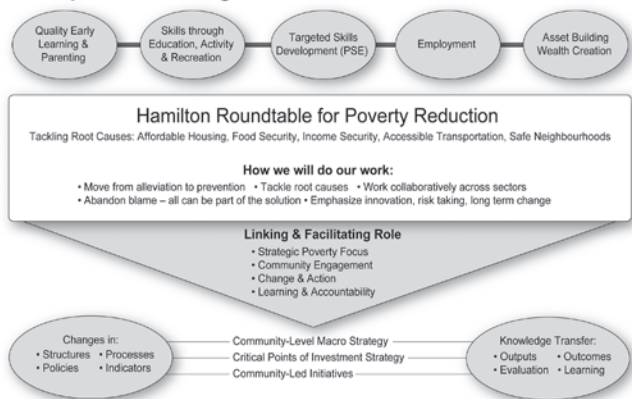 Quality Early
Learning &
Parenting
Skills through
Education, Activity
& Recreation
Targeted Skills
Development (PSE)
Employment
Asset Building
Wealth Creation
Hamilton Roundtable for Poverty Reduction
Tackling Root Causes: Affordable Housing, Food Security, Income Security, Accessible Transportation, Safe Neighbourhoods
How we will do our work:
• Move from alleviation to prevention • Tackle root causes • Work collaboratively across sectors
• Abandon blame – all can be part of the solution • Emphasize innovation, risk taking, long term change
Linking & Facilitating Role
• Strategic Poverty Focus
• Community Engagement
• Change & Action
• Learning & Accountability
Changes in:
• Structures • Processes
• Policies • Indicators
Community-Level Macro Strategy
Critical Points of Investment Strategy
Community-Led Initiatives
Knowledge Transfer:
• Outputs • Outcomes
• Evaluation • Learning